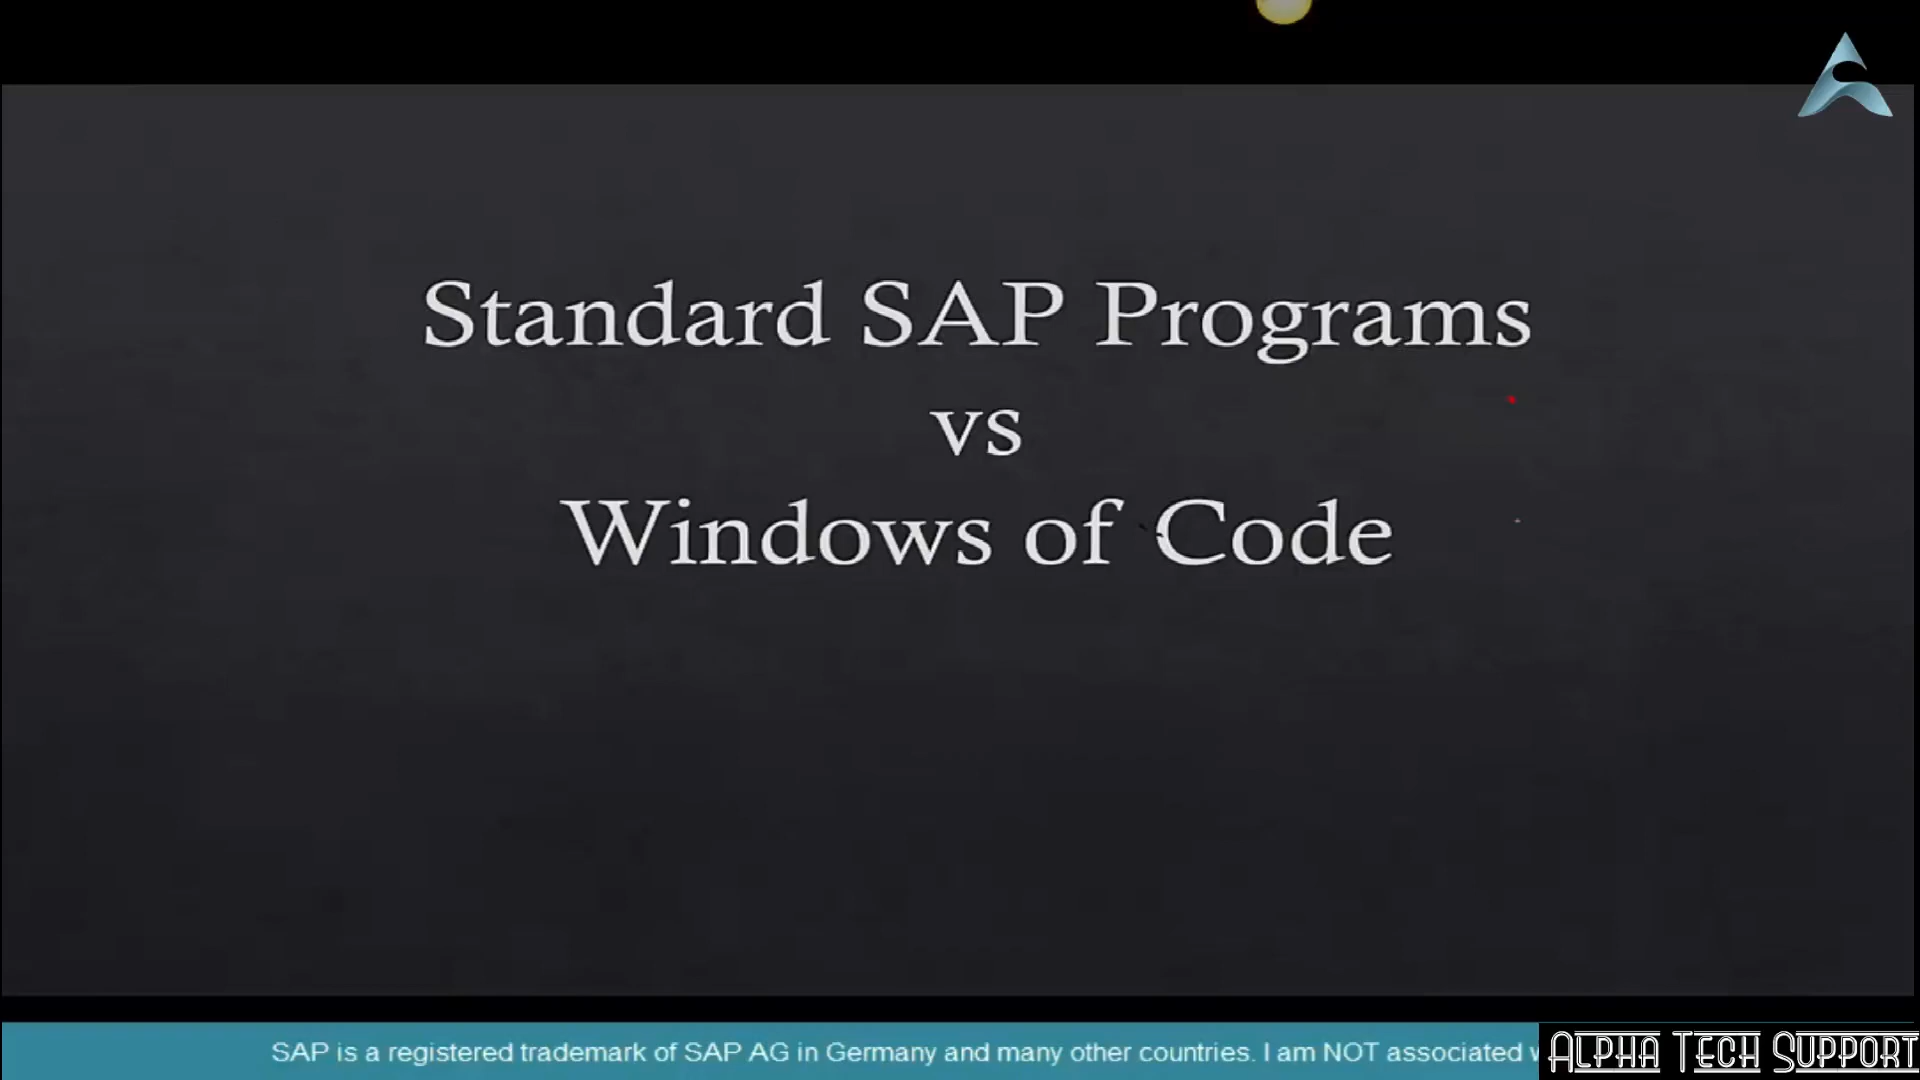 Standard SAP Programs
vs
Windows of Code
SAP is a registered trademark of SAP AG in Germany and many other countries. I am NOT associated
ALPHA TECH SUPPORT